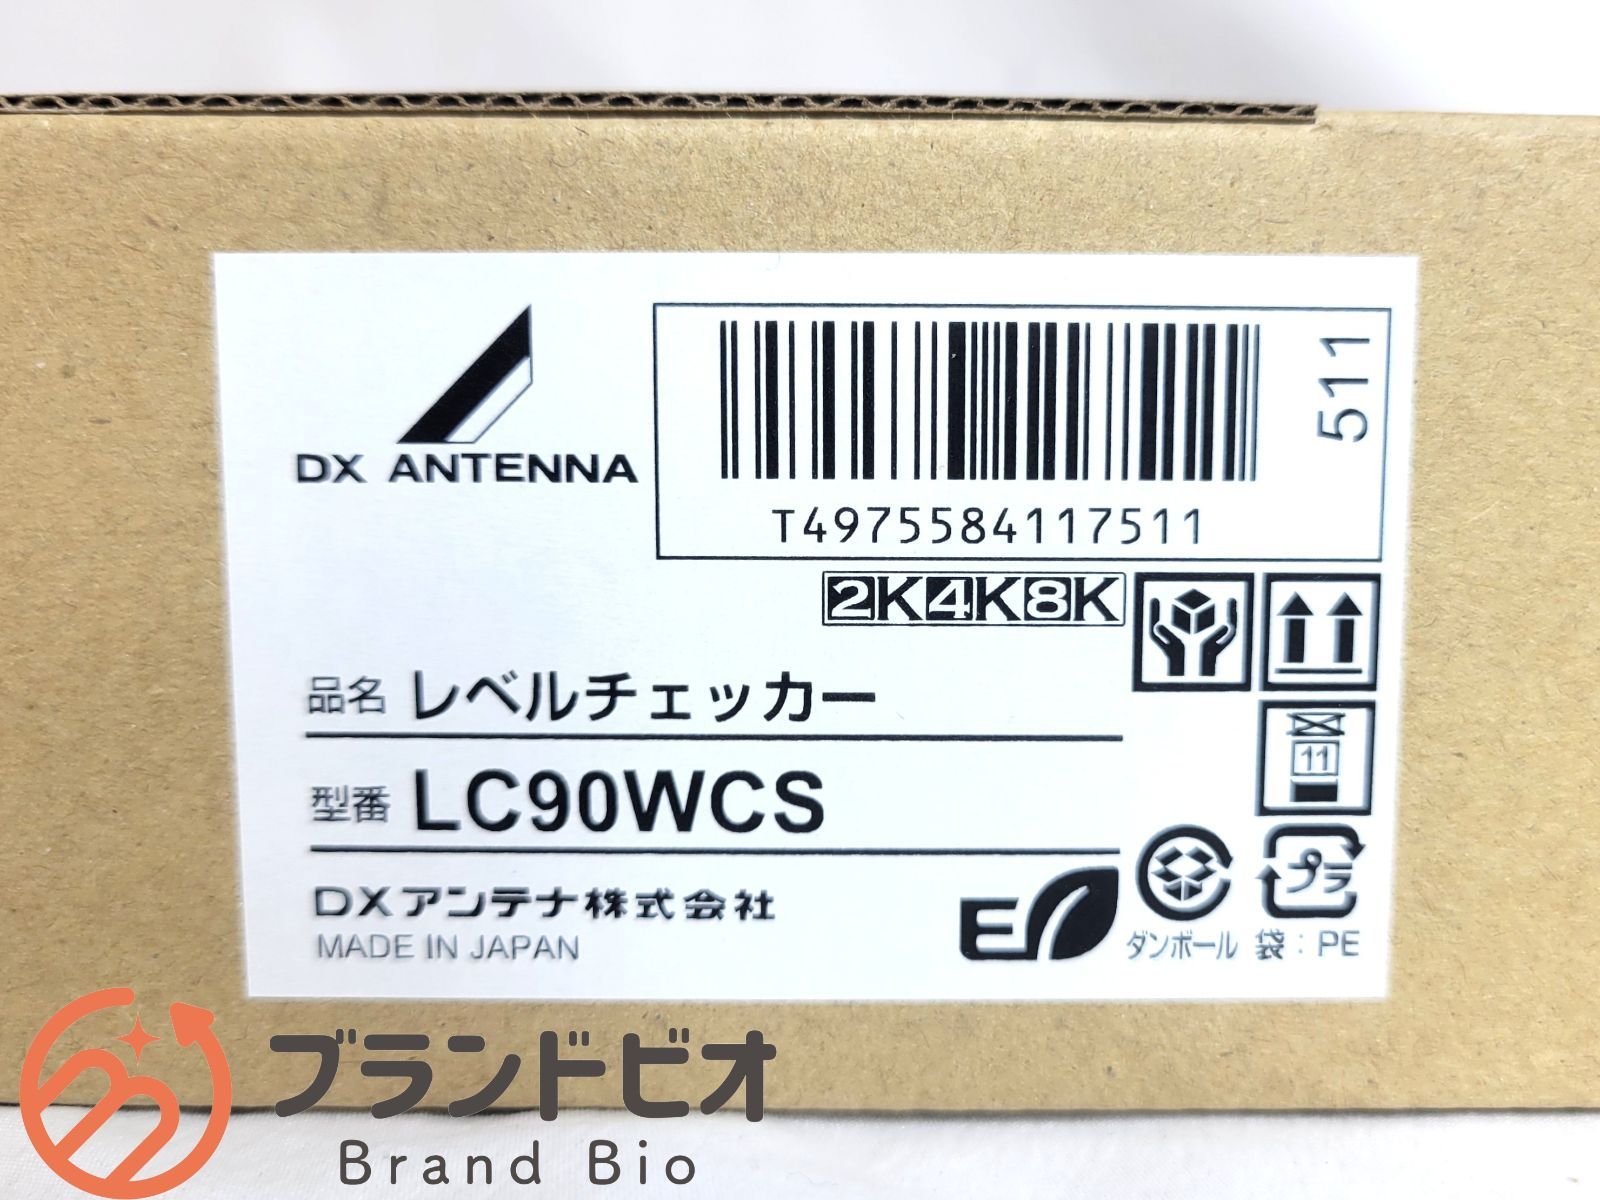 DX ANTENNA
T4975584117511
511
2K4K8K
品名 レベルチェッカー
型番 LC90WCS
11
DXアンテナ株式会社
MADE IN JAPAN
E
プラ
ダンボール 袋：PE
ブランドビオ
Brand Bio